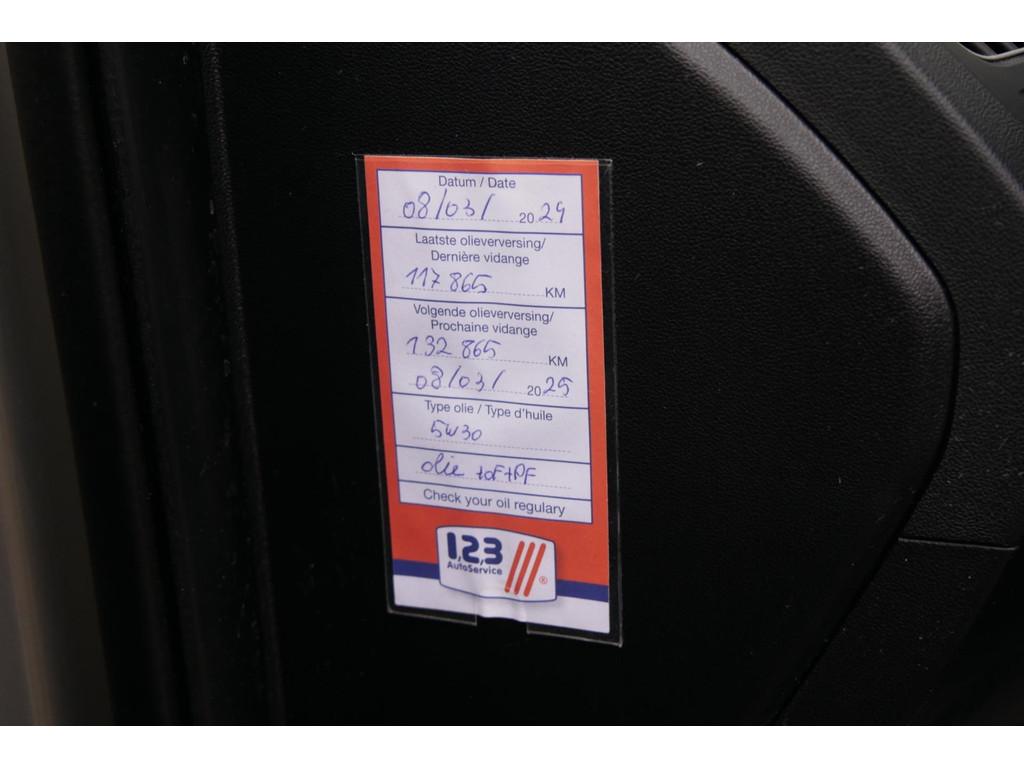 Datum / Date
08/03/ 2024
Laatste olieverversing/
Dernière vidange
117 865 KM
Volgende olieverversing/
Prochaine vidange
132 865 KM
08/03/ 2025
Type olie / Type d'huile
5W30
olie +oF+PF
Check your oil regulary
1,2,3
AutoService
®